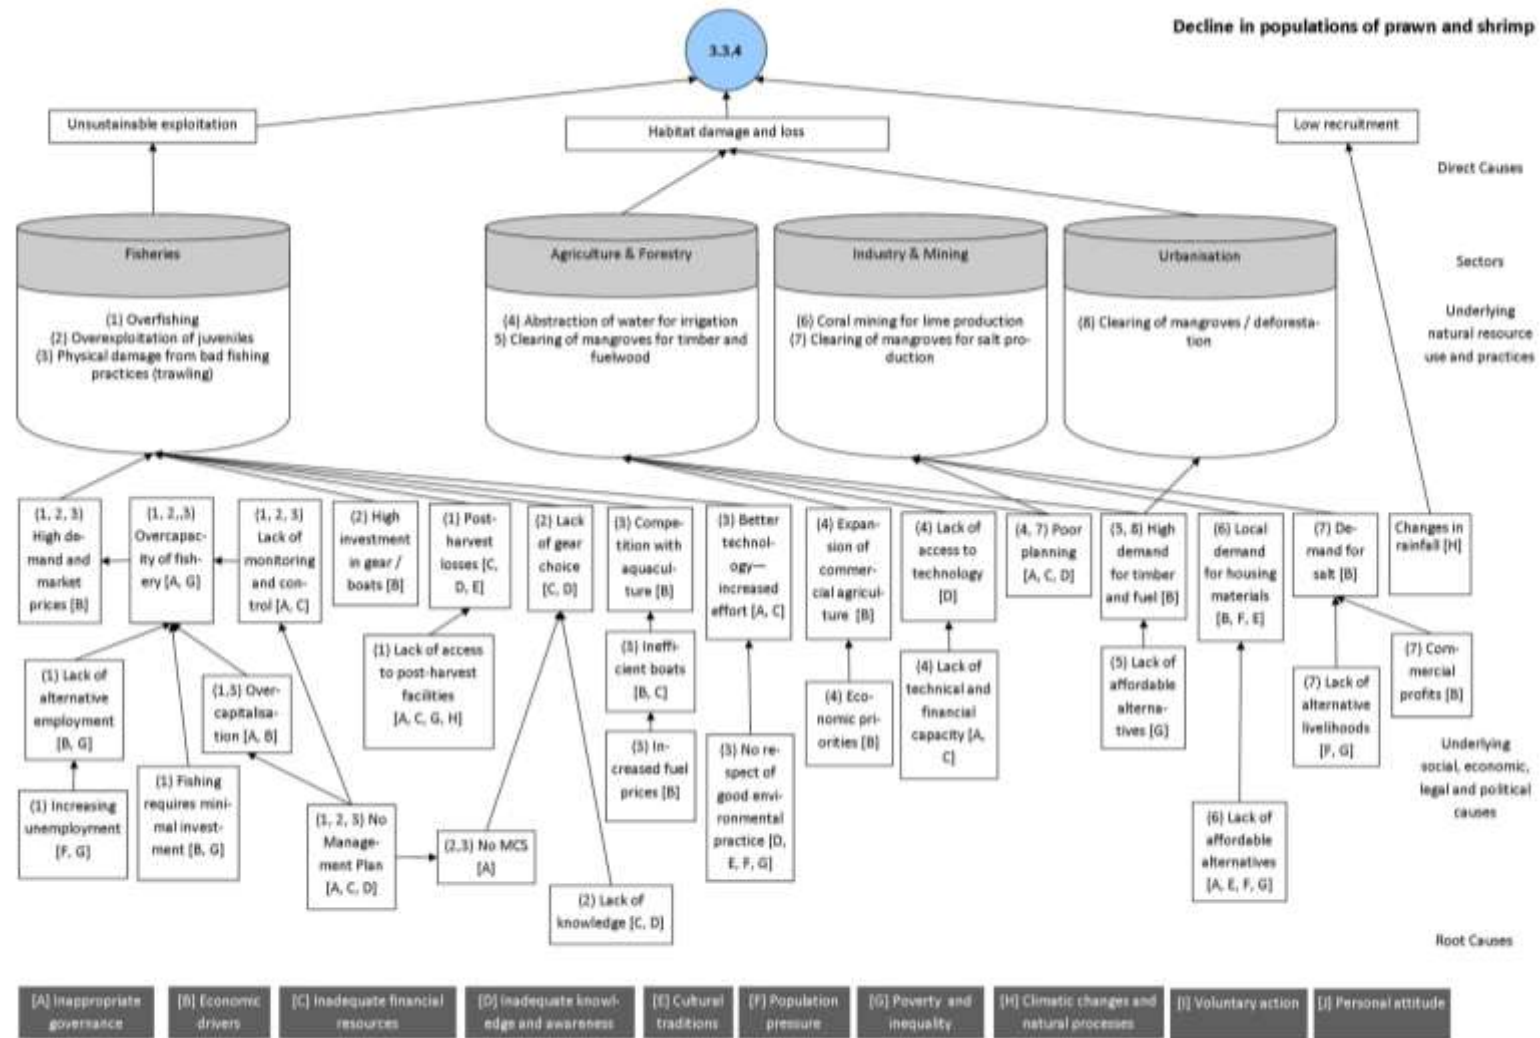 Decline in populations of prawn and shrimp
3.3.4
Unsustainable exploitation
Habitat damage and loss
Low recruitment
Direct Causes
Fisheries
Agriculture & Forestry
Industry & Mining
Urbanisation
Sectors
(1) Overfishing
(2) Overexploitation of juveniles
(3) Physical damage from bad fishing
practices (trawling)
(4) Abstraction of water for irrigation
5) Clearing of mangroves for timber and
fuelwood
(6) Coral mining for lime production
(7) Clearing of mangroves for salt pro-
duction
(8) Clearing of mangroves / deforesta-
tion
Underlying
natural resource
use and practices
(1, 2, 3)
High de-
mand and
market
prices [B]
(1, 2,,3)
Overcapac-
ity of fish-
ery [A, G]
(1, 2, 3)
Lack of
monitoring
and con-
trol [A, C]
(2) High
investment
in gear /
boats [B]
(1) Post-
harvest
losses [C,
D, E]
(2) Lack
of gear
choice
[C, D]
(3) Compe-
tition with
aquacul-
ture [B]
(3) Better
technol-
ogy—
increased
effort [A, C]
(4) Expan-
sion of
commer-
cial agricul-
ture [B]
(4) Lack of
access to
technology
[D]
(4, 7) Poor
planning
[A, C, D]
(5, 8) High
demand
for timber
and fuel [B]
(6) Local
demand
for housing
materials
[B, F, E]
(7) De-
mand for
salt [B]
Changes in
rainfall [H]
(1) Lack of
alternative
employment
[B, G]
(1,3) Over-
capitalisa-
tion [A, B]
(1) Lack of access
to post-harvest
facilities
[A, C, G, H]
(3) Ineffi-
cient boats
[B, C]
(4) Eco-
nomic pri-
orities [B]
(4) Lack of
technical and
financial
capacity [A,
C]
(5) Lack of
affordable
alterna-
tives [G]
(7) Lack of
alternative
livelihoods
[F, G]
(7) Com-
mercial
profits [B]
(1) Increasing
unemployment
[F, G]
(1) Fishing
requires mini-
mal invest-
ment [B, G]
(1, 2, 3) No
Manage-
ment Plan
[A, C, D]
(2,3) No MCS
[A]
(2) Lack of
knowledge [C, D]
(3) In-
creased fuel
prices [B]
(3) No re-
spect of
good envi-
ronmental
practice [D,
E, F, G]
(6) Lack of
affordable
alternatives
[A, E, F, G]
Underlying
social, economic,
legal and political
causes
Root Causes
[A] Inappropriate
governance
[B] Economic
drivers
[C] Inadequate financial
resources
[D] Inadequate knowl-
edge and awareness
[E] Cultural
traditions
[F] Population
pressure
[G] Poverty and
inequality
[H] Climatic changes and
natural processes
[I] Voluntary action
[J] Personal attitude